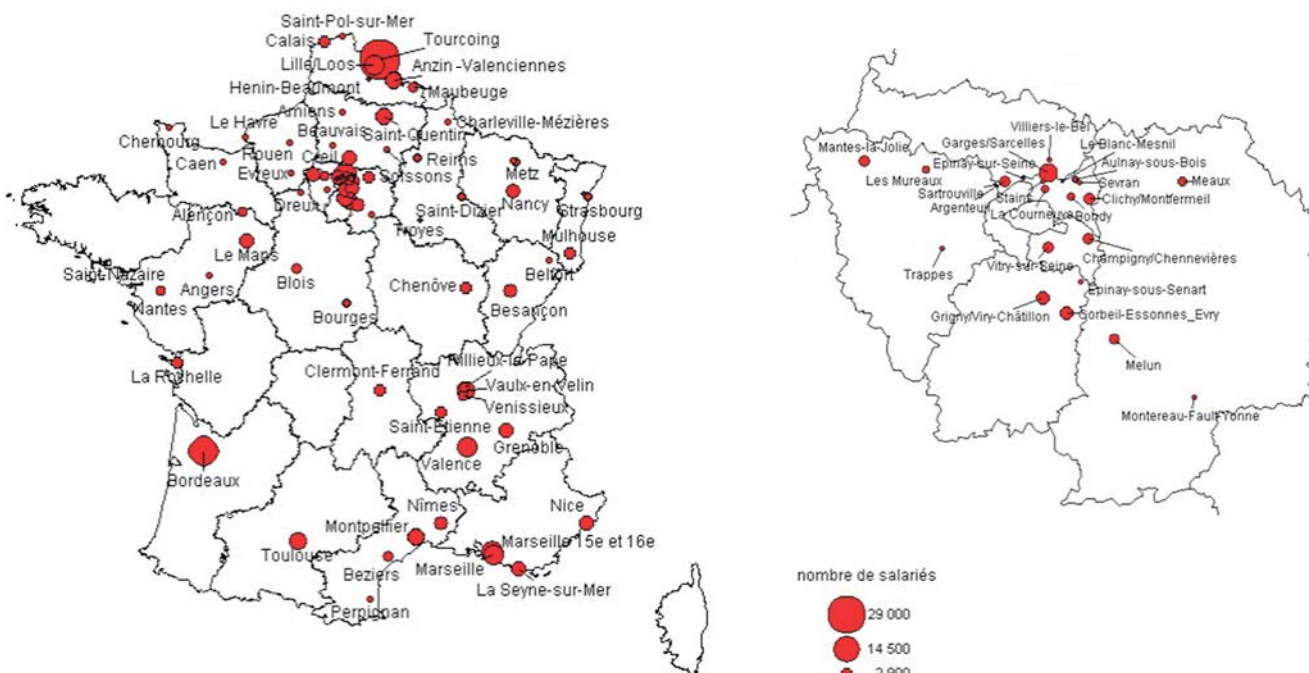 Saint-Pol-sur-Mer
Calais
Tourcoing
Lille/Loos
Anzin -Valenciennes
Henin-Beaumont
Maubeuge
Amiens
Le Havre
Beauvais
Saint-Quentin
Charleville-Mézières
Cherbourg
Rouen
Creil
Reims
Caen
Evreux
Soissons
Metz
Dreux
Saint-Dizier
Nancy
Strasbourg
Alençon
Troyes
Mulhouse
Le Mans
Saint-Nazaire
Angers
Blois
Chenôve
Belfort
Nantes
Bourges
Besançon
La Rochelle
Clermont-Ferrand
Rillieux-la-Pape
Vaulx-en-Velin
Venissieux
Saint-Etienne
Grenoble
Valence
Bordeaux
Nîmes
Nice
Montpellier
Toulouse
Marseille 15e et 16e
Beziers
Marseille
La Seyne-sur-Mer
Perpignan
Villiers-le-Bel
Garges/Sarcelles
Le Blanc-Mesnil
Mantes-la-Jolie
Epinay-sur-Seine
Aulnay-sous-Bois
Les Mureaux
Sevran
Meaux
Sartrouville
Stains
Clichy/Montfermeil
Argenteuil
La Courneuve
Bondy
Trappes
Vitry-sur-Seine
Champigny/Chennevières
Epinay-sous-Senart
Grigny/Viry-Châtillon
Corbeil-Essonnes_Evry
Melun
Montereau-Fault-Yonne
nombre de salariés
29 000
14 500
2 900